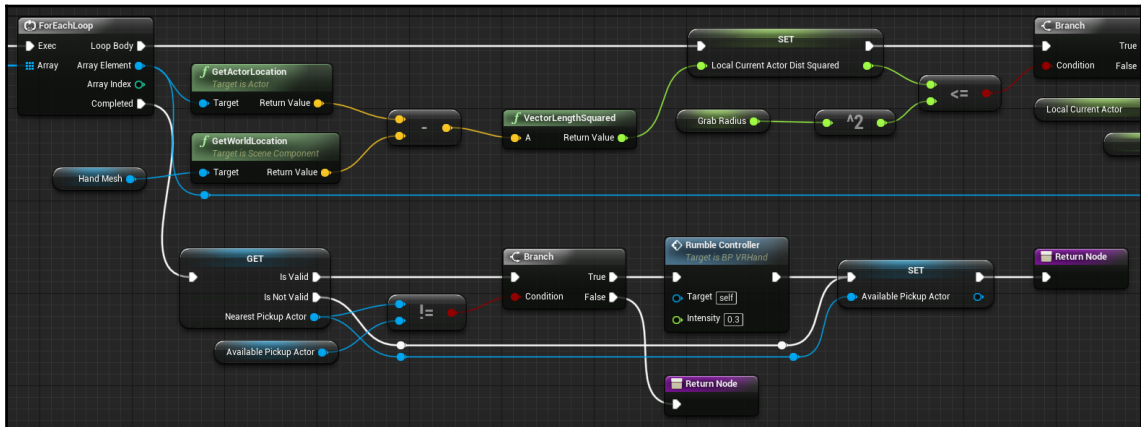 ForEachLoop
Exec
Loop Body
Array
Array Element
Array Index
Completed
GetActorLocation
Target is Actor
Target
Return Value
GetWorldLocation
Target is Scene Component
Target
Return Value
Hand Mesh
-
VectorLengthSquared
A
Return Value
SET
Local Current Actor Dist Squared
Grab Radius
^2
<=
Branch
True
Condition
False
Local Current Actor
GET
Is Valid
Is Not Valid
Nearest Pickup Actor
Available Pickup Actor
!=
Branch
True
Condition
False
Rumble Controller
Target is BP VRHand
Target self
Intensity 0.3
SET
Available Pickup Actor
Return Node
Return Node